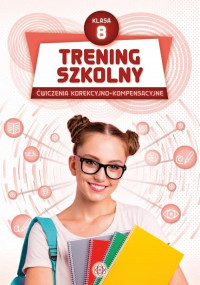 KLASA
8
TRENING
SZKOLNY
ĆWICZENIA KOREKCYJNO-KOMPENSACYJNE